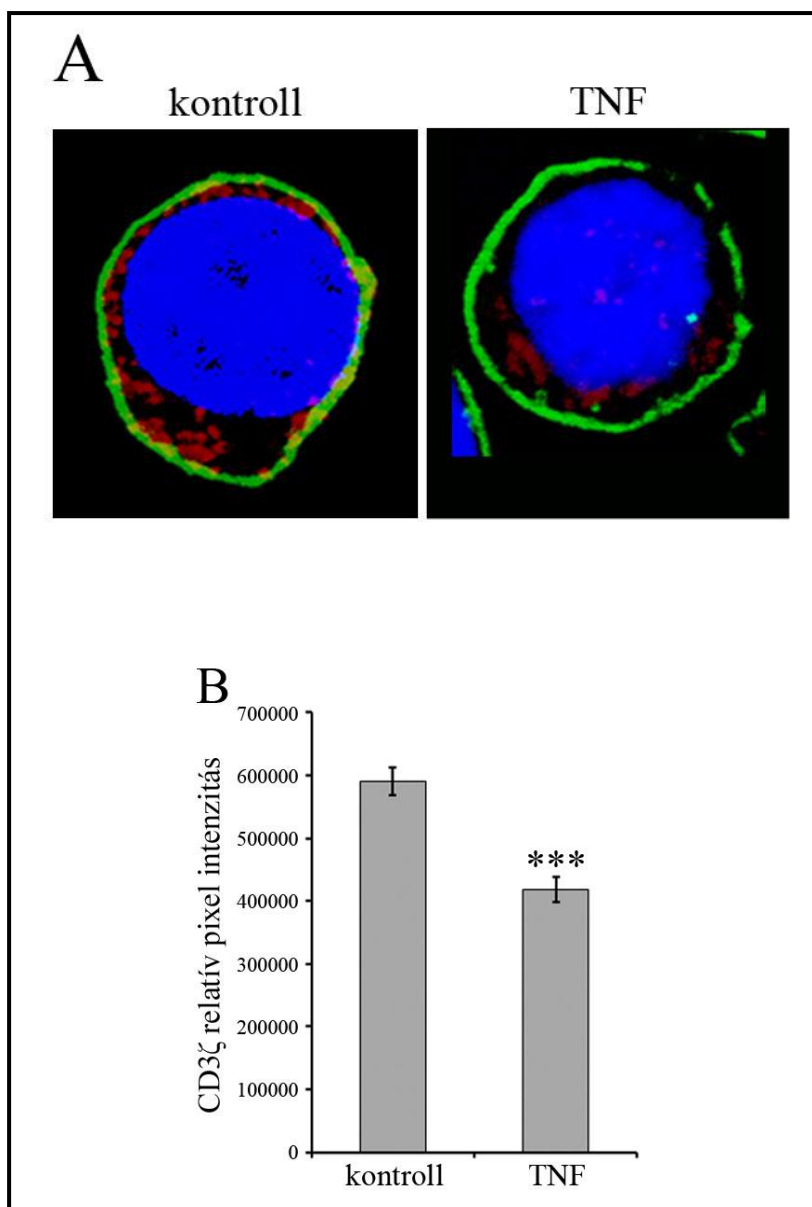 A
kontroll TNF
B
CD3ζ relatív pixel intenzitás
700000
600000
500000
400000
300000
200000
100000
0
***
kontroll TNF